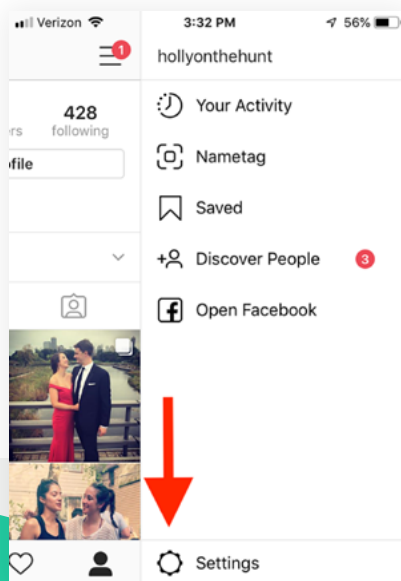 Verizon 3:32 PM 56%
1
hollyonthehunt
428
rs following
ofile
Your Activity
Nametag
Saved
Discover People 3
Open Facebook
Settings